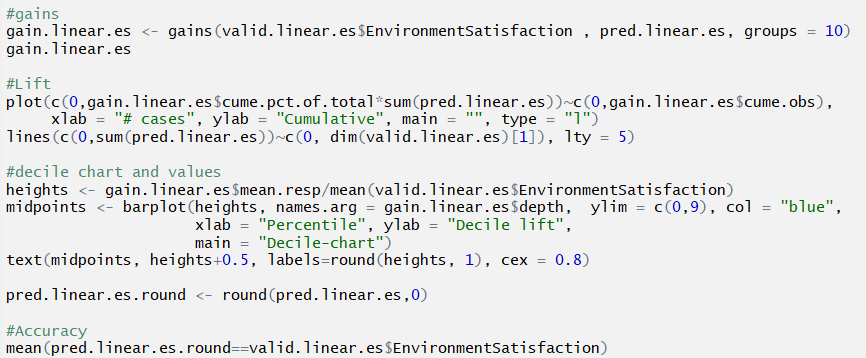 #gains
gain.linear.es <- gains(valid.linear.es$EnvironmentSatisfaction , pred.linear.es, groups = 10)
gain.linear.es
#Lift
plot(c(0,gain.linear.es$cume.pct.of.total*sum(pred.linear.es))~c(0,gain.linear.es$cume.obs),
xlab = "# cases", ylab = "Cumulative", main = "", type = "l")
lines(c(0,sum(pred.linear.es))~c(0, dim(valid.linear.es)[1]), lty = 5)
#decile chart and values
heights <- gain.linear.es$mean.resp/mean(valid.linear.es$EnvironmentSatisfaction)
midpoints <- barplot(heights, names.arg = gain.linear.es$depth,  ylim = c(0,9), col = "blue",
xlab = "Percentile", ylab = "Decile lift",
main = "Decile-chart")
text(midpoints, heights+0.5, labels=round(heights, 1), cex = 0.8)
pred.linear.es.round <- round(pred.linear.es,0)
#Accuracy
mean(pred.linear.es.round==valid.linear.es$EnvironmentSatisfaction)